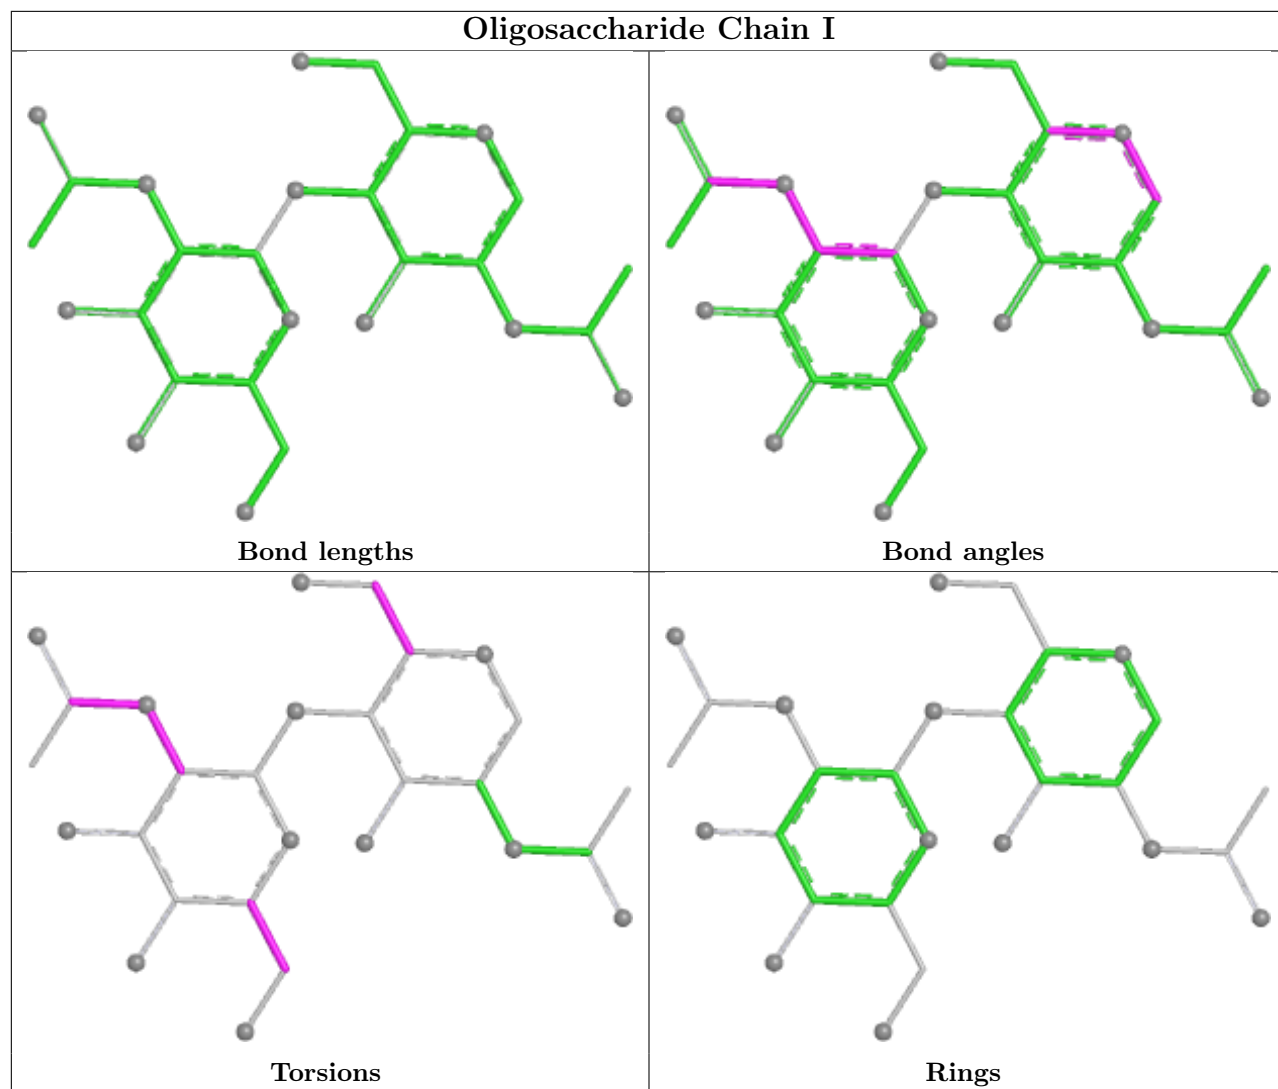 Oligosaccharide Chain I
Bond lengths
Bond angles
Torsions
Rings